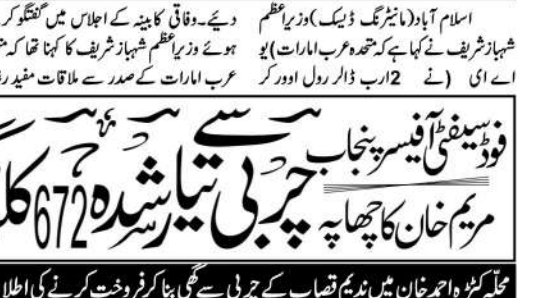 اسلام آباد (مانیٹرنگ ڈیسک) وزیراعظم
شہباز شریف نے کہا ہے کہ متحدہ عرب امارات) یو
اے ای (نے 2ارب ڈالر رول اوور کر
دیئے۔ وفاقی کابینہ کے اجلاس میں گفتگو کر
ہوئے وزیراعظم شہباز شریف کا کہنا تھا کہ
عرب امارات کے صدر سے ملاقات مفید
فوڈ سیفٹی آفیسر پنجاب
مریم خان کا چھاپہ
چربی سے تیار شدہ 672
محلہ کٹڑہ احمد خان میں ندیم قصاب کے چربی سے گھی بنا کر فروخت کرنے کی